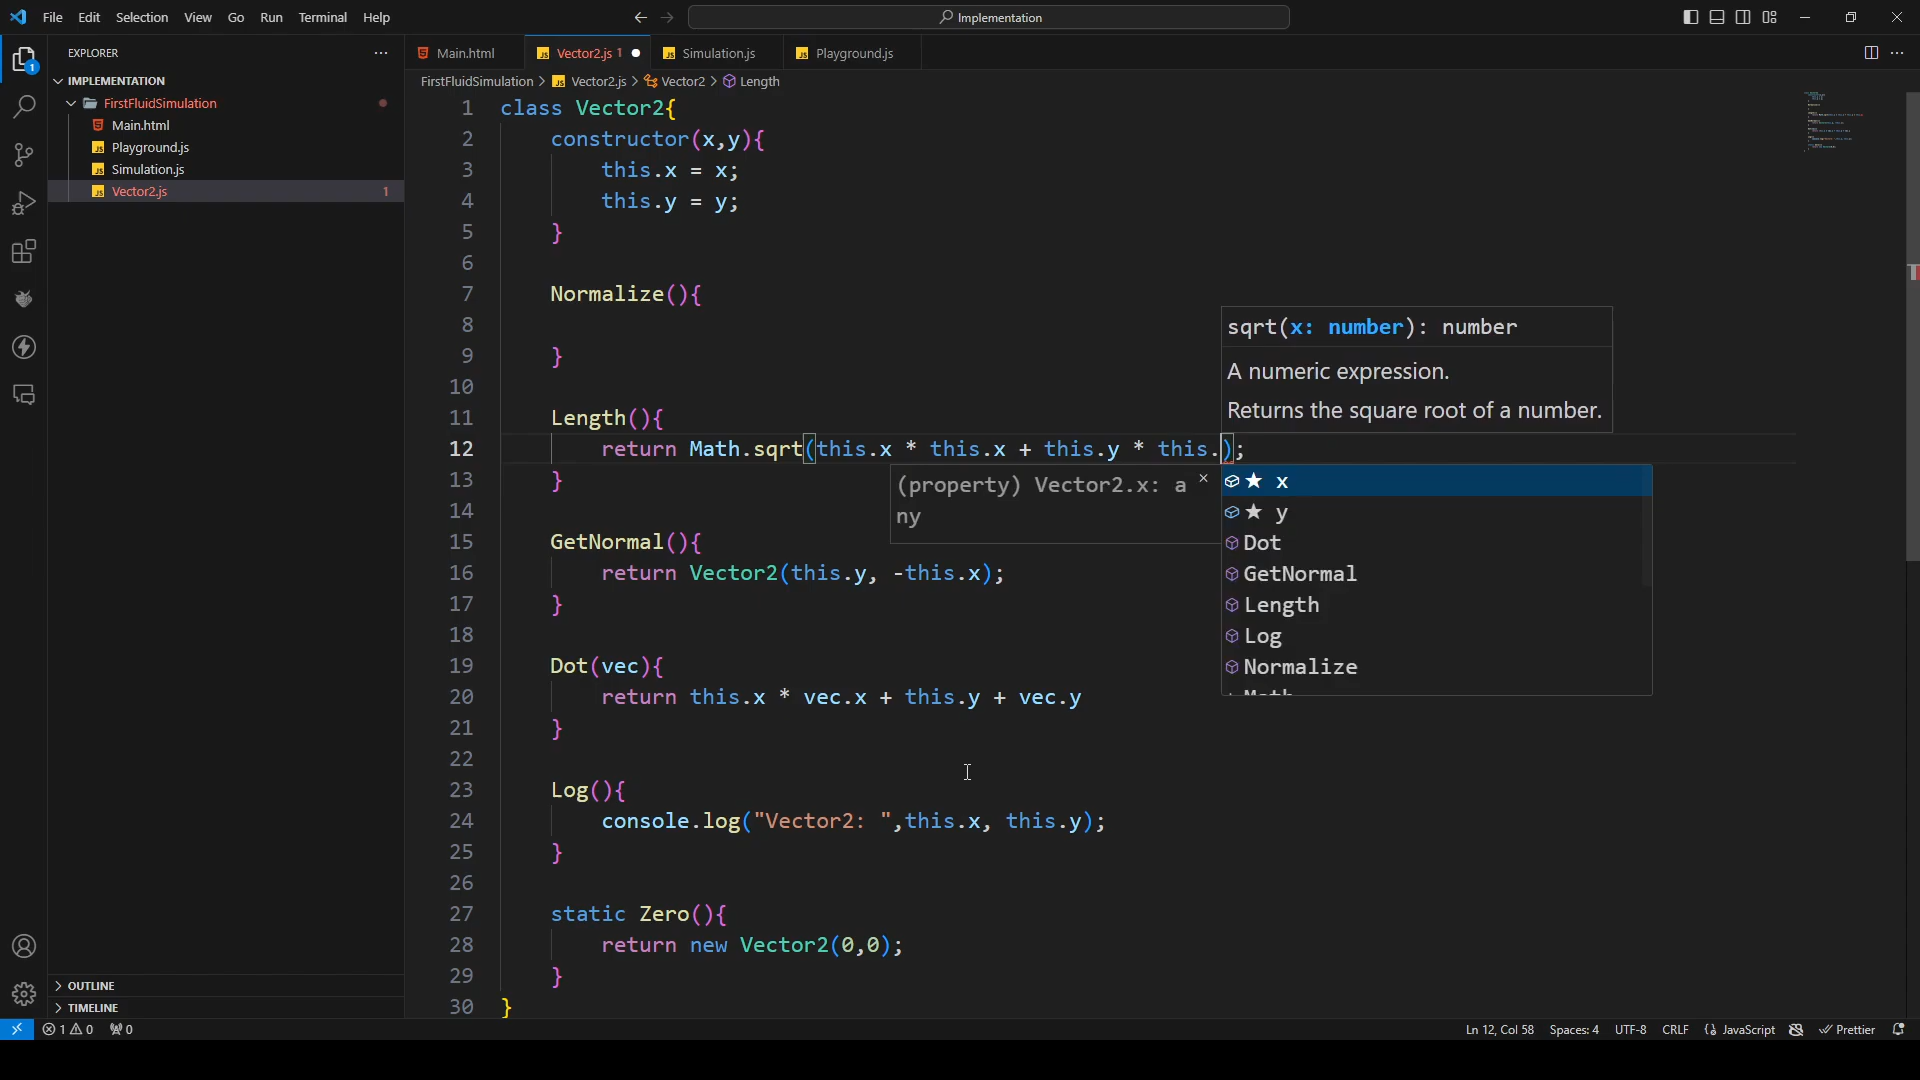 File Edit Selection View Go Run Terminal Help
Implementation
EXPLORER
IMPLEMENTATION
FirstFluidSimulation
Main.html
Playground.js
Simulation.js
Vector2.js 1
OUTLINE
TIMELINE
Main.html Vector2.js 1 Simulation.js Playground.js
FirstFluidSimulation > Vector2.js > Vector2 > Length
1 class Vector2{
2 constructor(x,y){
3 this.x = x;
4 this.y = y;
5 }
6
7 Normalize(){
8
9 }
10
11 Length(){
12 return Math.sqrt(this.x * this.x + this.y * this.);
13 }
14
15 GetNormal(){
16 return Vector2(this.y, -this.x);
17 }
18
19 Dot(vec){
20 return this.x * vec.x + this.y + vec.y
21 }
22
23 Log(){
24 console.log("Vector2: ",this.x, this.y);
25 }
26
27 static Zero(){
28 return new Vector2(0,0);
29 }
30 }
sqrt(x: number): number
A numeric expression.
Returns the square root of a number.
(property) Vector2.x: a
ny
x
y
Dot
GetNormal
Length
Log
Normalize
1 0 0
Ln 12, Col 58 Spaces: 4 UTF-8 CRLF JavaScript Prettier